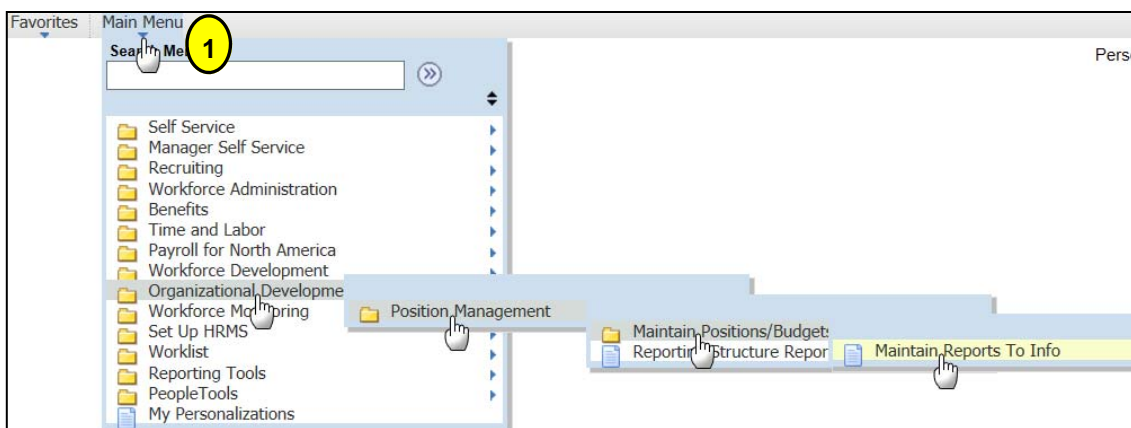 Favorites Main Menu
1
Search Me
Pers
Self Service
Manager Self Service
Recruiting
Workforce Administration
Benefits
Time and Labor
Payroll for North America
Workforce Development
Organizational Developme
Position Management
Workforce Monitoring
Maintain Positions/Budgets
Set Up HRMS
Reporting Structure Repor
Maintain Reports To Info
Worklist
Reporting Tools
PeopleTools
My Personalizations